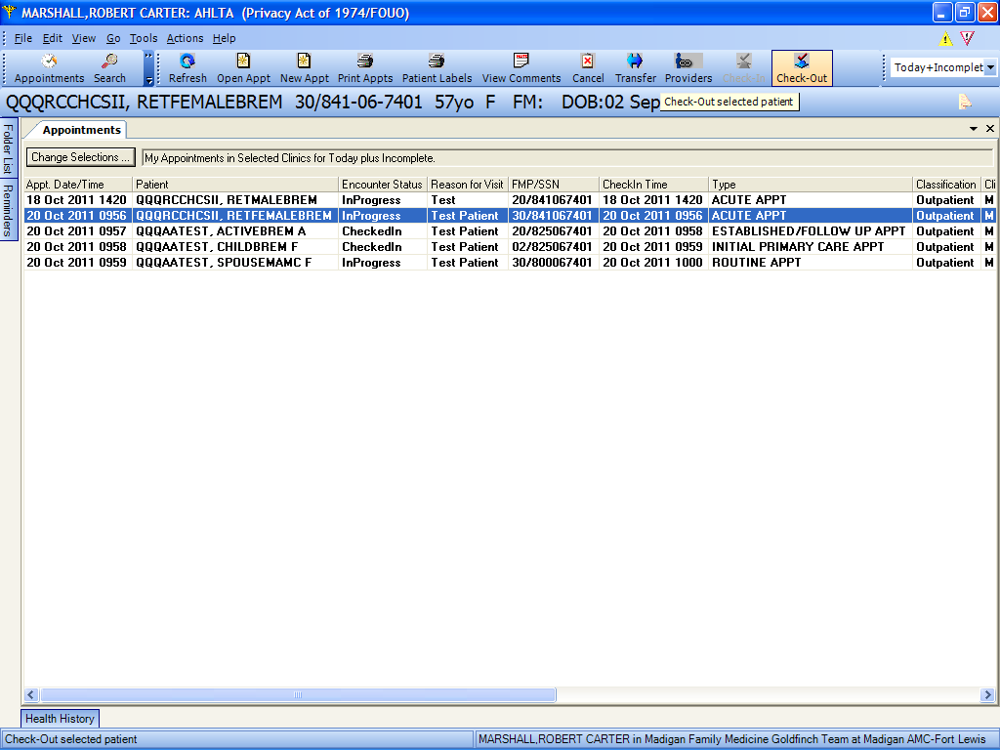 MARSHALL,ROBERT CARTER: AHLTA (Privacy Act of 1974/FOUO)
File Edit View Go Tools Actions Help
Appointments Search Refresh Open Appt New Appt Print Appts Patient Labels View Comments Cancel Transfer Providers Check-In Check-Out Today+Incomplet
QQQRCCHCSII, RETFEMALEBREM 30/841-06-7401 57yo F FM: DOB:02 Sep
Check-Out selected patient
Folder List
Reminders
Appointments
Change Selections ... My Appointments in Selected Clinics for Today plus Incomplete.
Appt. Date/Time Patient Encounter Status Reason for Visit FMP/SSN CheckIn Time Type Classification Cli
18 Oct 2011 1420 QQQRCCHCSII, RETMALEBREM InProgress Test 20/841067401 18 Oct 2011 1420 ACUTE APPT Outpatient M
20 Oct 2011 0956 QQQRCCHCSII, RETFEMALEBREM InProgress Test Patient 30/841067401 20 Oct 2011 0956 ACUTE APPT Outpatient M
20 Oct 2011 0957 QQQAATEST, ACTIVEBREM A CheckedIn Test Patient 20/825067401 20 Oct 2011 0958 ESTABLISHED/FOLLOW UP APPT Outpatient M
20 Oct 2011 0958 QQQAATEST, CHILDBREM F CheckedIn Test Patient 02/825067401 20 Oct 2011 0959 INITIAL PRIMARY CARE APPT Outpatient M
20 Oct 2011 0959 QQQAATEST, SPOUSEMAMC F InProgress Test Patient 30/800067401 20 Oct 2011 1000 ROUTINE APPT Outpatient M
Health History
Check-Out selected patient MARSHALL,ROBERT CARTER in Madigan Family Medicine Goldfinch Team at Madigan AMC-Fort Lewis